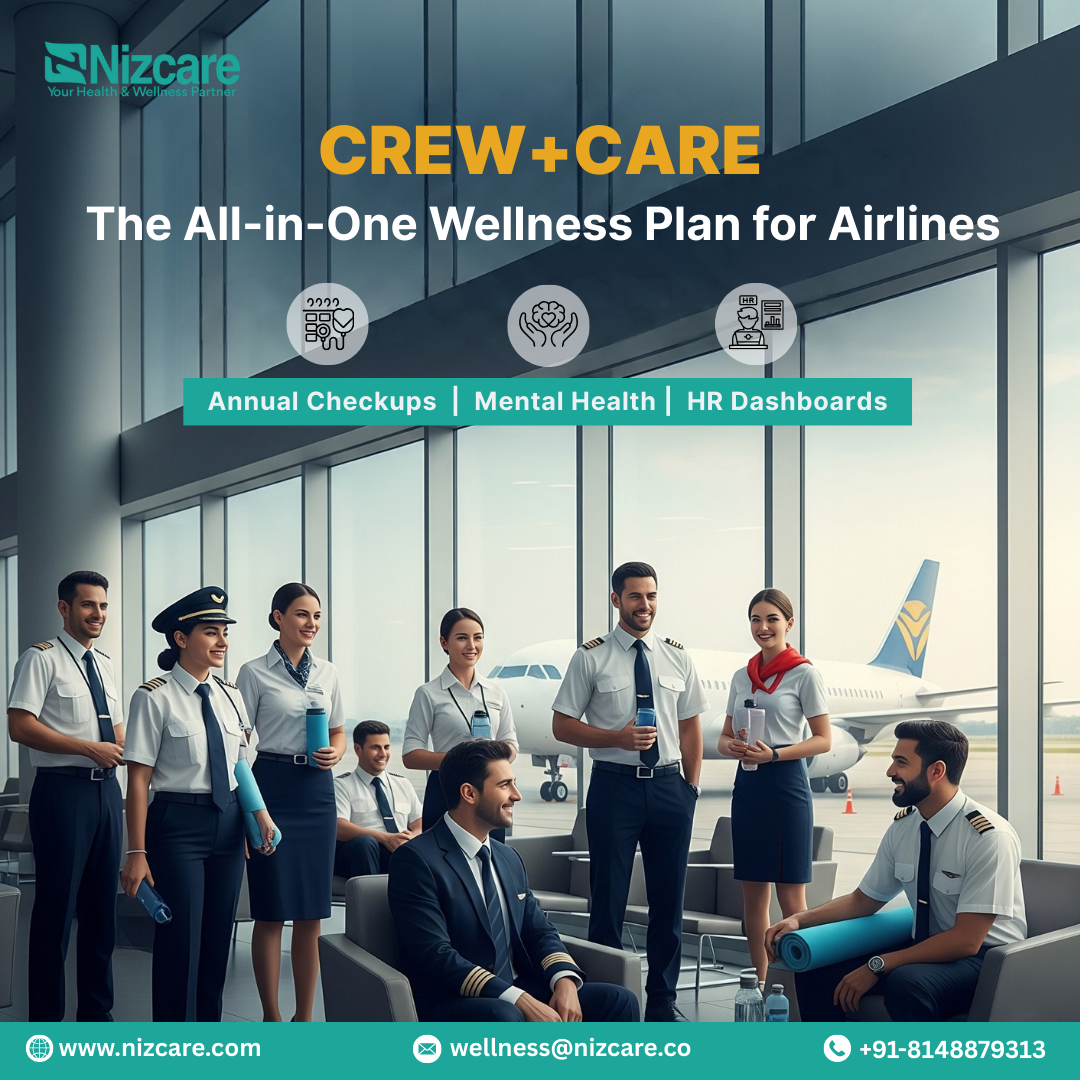 Nizcare
Your Health & Wellness Partner
CREW+CARE
The All-in-One Wellness Plan for Airlines
HR
Annual Checkups | Mental Health | HR Dashboards
www.nizcare.com
wellness@nizcare.co
+91-8148879313